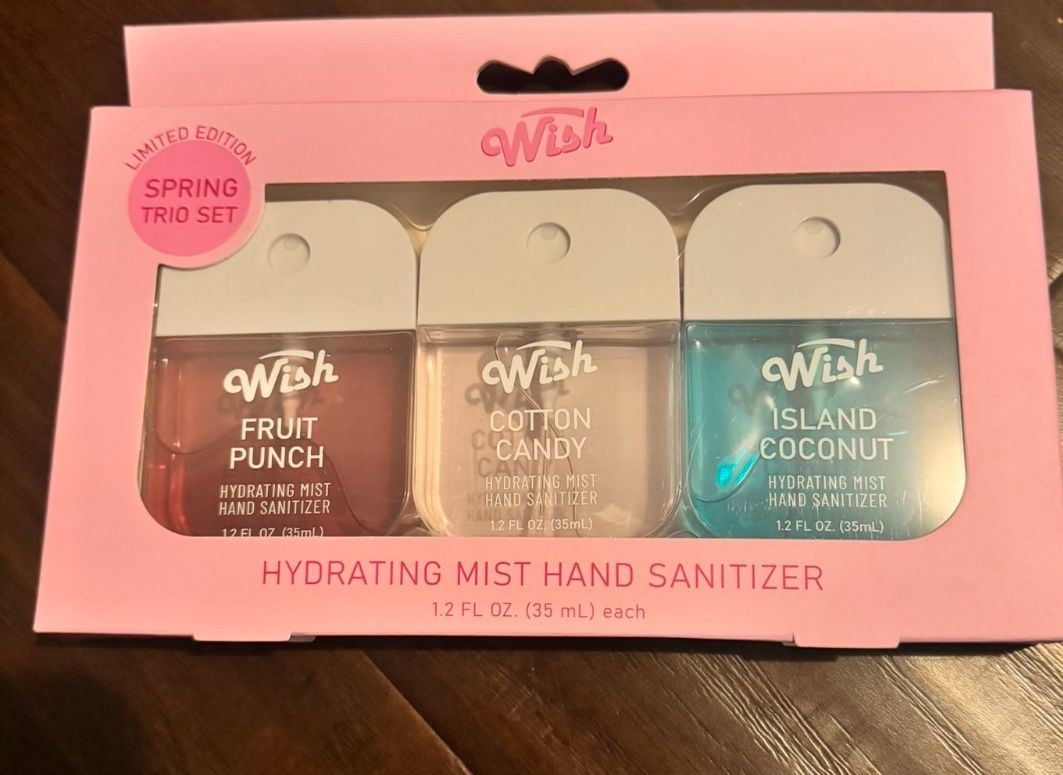 Wish
LIMITED EDITION
SPRING
TRIO SET
Wish
FRUIT
PUNCH
HYDRATING MIST
HAND SANITIZER
1.2 FL OZ. (35mL)
Wish
COTTON
CANDY
HYDRATING MIST
HAND SANITIZER
1.2 FL OZ. (35mL)
Wish
ISLAND
COCONUT
HYDRATING MIST
HAND SANITIZER
1.2 FL OZ. (35mL)
HYDRATING MIST HAND SANITIZER
1.2 FL OZ. (35 mL) each